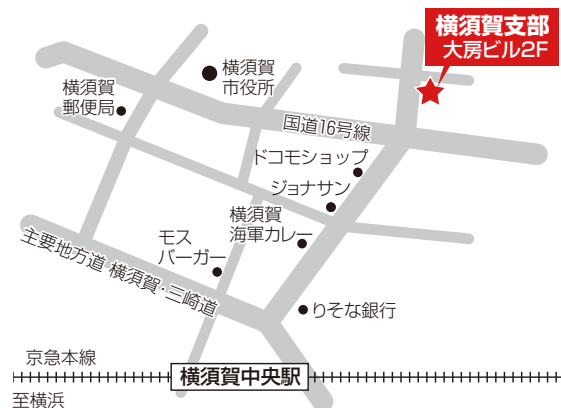 横須賀支部
大房ビル2F
横須賀
市役所
横須賀
郵便局
国道16号線
ドコモショップ
ジョナサン
横須賀
海軍カレー
モス
バーガー
主要地方道 横須賀・三崎道
りそな銀行
京急本線
横須賀中央駅
至横浜